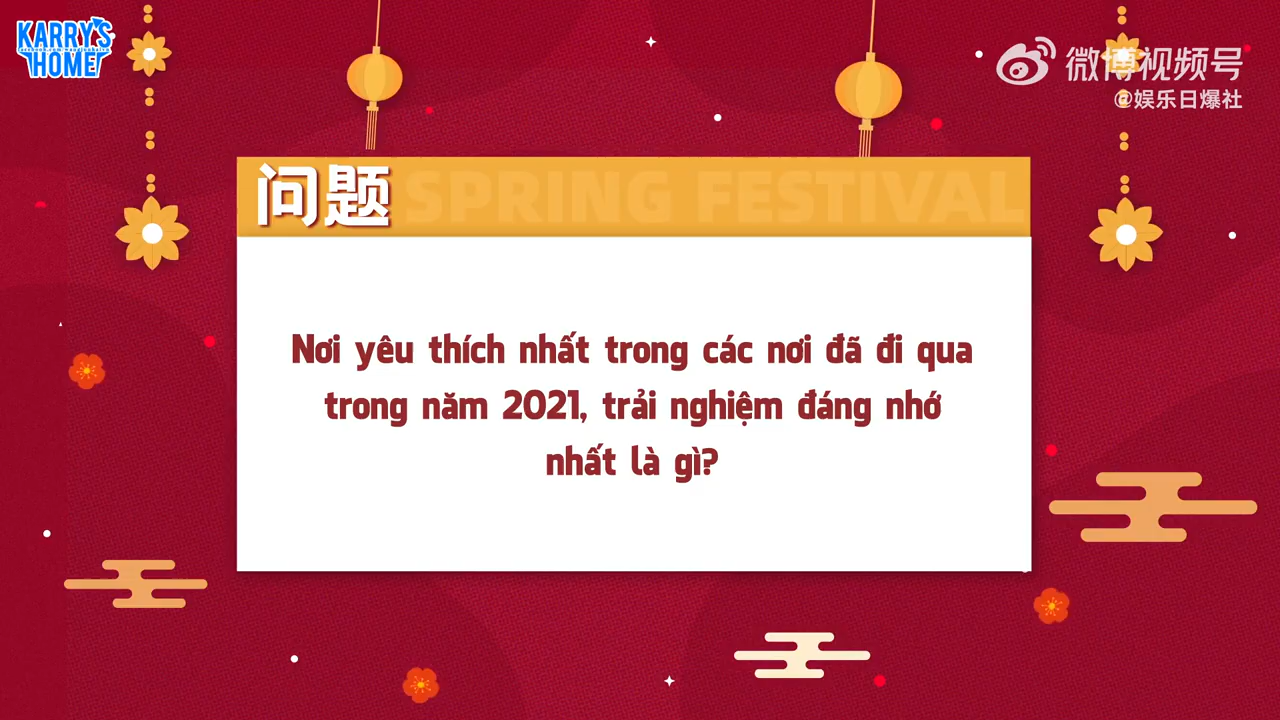 KARRY'S
HOME
微博视频号
@娱乐日爆社
问题 SPRING FESTIVAL
Nơi yêu thích nhất trong các nơi đã đi qua
trong năm 2021, trải nghiệm đáng nhớ
nhất là gì?